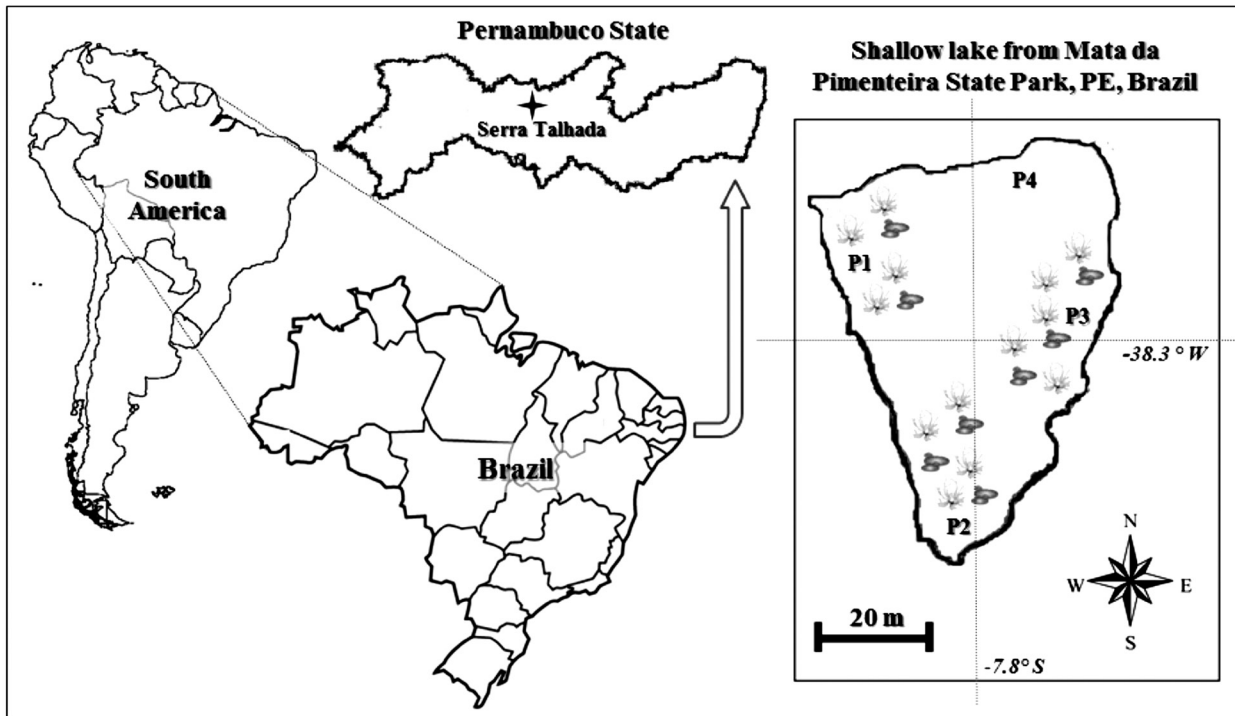 Pernambuco State
Serra Talhada
South
America
Brazil
Shallow lake from Mata da
Pimenteira State Park, PE, Brazil
P4
P1
P3
-38.3° W
P2
N
W
E
S
20 m
-7.8° S